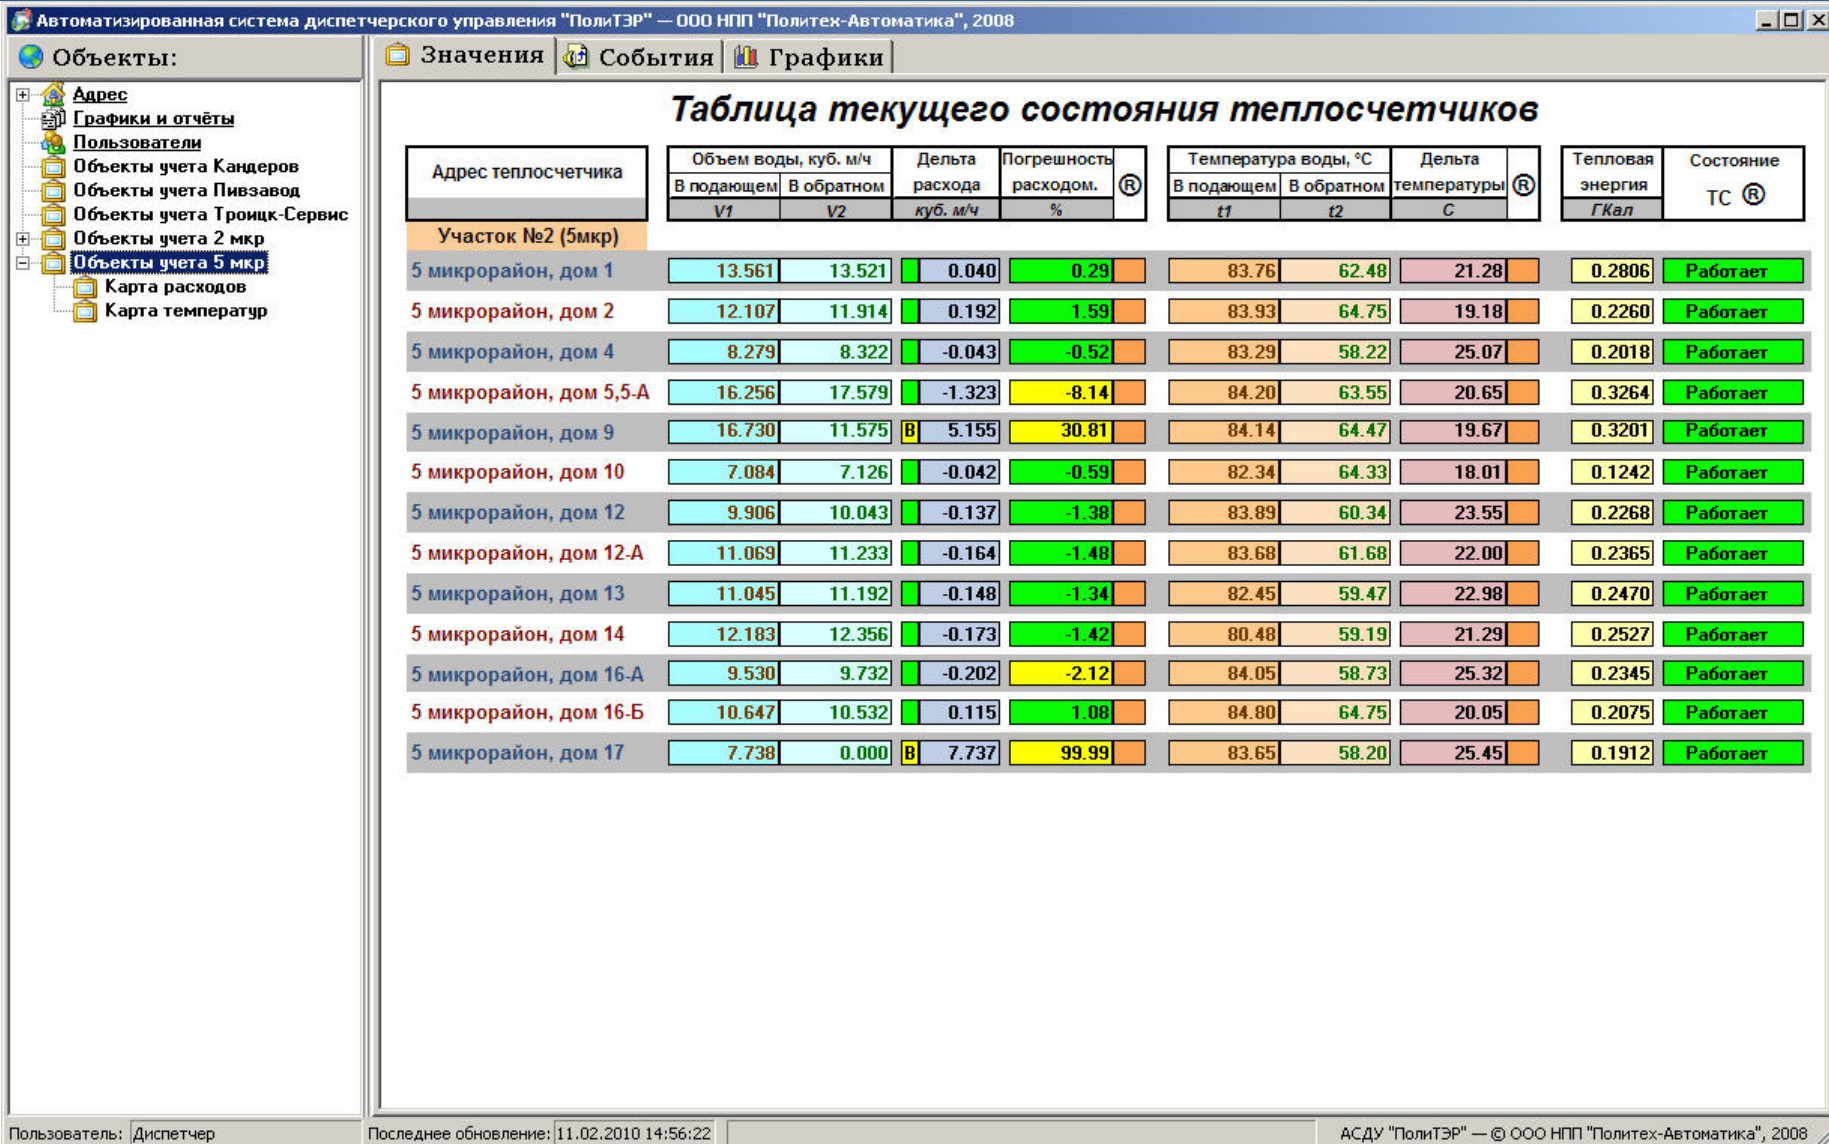 Автоматизированная система диспетчерского управления "ПолиТЭР" — ООО НПП "Политех-Автоматика", 2008
Объекты:
Значения События Графики
Адрес
Графики и отчёты
Пользователи
Объекты учета Кандеров
Объекты учета Пивзавод
Объекты учета Троицк-Сервис
Объекты учета 2 мкр
Объекты учета 5 мкр
Карта расходов
Карта температур
Таблица текущего состояния теплосчетчиков
Адрес теплосчетчика
Объем воды, куб. м/ч
В подающем В обратном
V1 V2
Дельта
расхода
куб. м/ч
Погрешность
расходом.
%
®
Температура воды, °C
В подающем В обратном
t1 t2
Дельта
температуры
C
®
Тепловая
энергия
ГКал
Состояние
ТС ®
Участок №2 (5мкр)
5 микрорайон, дом 1 13.561 13.521 0.040 0.29 83.76 62.48 21.28 0.2806 Работает
5 микрорайон, дом 2 12.107 11.914 0.192 1.59 83.93 64.75 19.18 0.2260 Работает
5 микрорайон, дом 4 8.279 8.322 -0.043 -0.52 83.29 58.22 25.07 0.2018 Работает
5 микрорайон, дом 5,5-А 16.256 17.579 -1.323 -8.14 84.20 63.55 20.65 0.3264 Работает
5 микрорайон, дом 9 16.730 11.575 В 5.155 30.81 84.14 64.47 19.67 0.3201 Работает
5 микрорайон, дом 10 7.084 7.126 -0.042 -0.59 82.34 64.33 18.01 0.1242 Работает
5 микрорайон, дом 12 9.906 10.043 -0.137 -1.38 83.89 60.34 23.55 0.2268 Работает
5 микрорайон, дом 12-А 11.069 11.233 -0.164 -1.48 83.68 61.68 22.00 0.2365 Работает
5 микрорайон, дом 13 11.045 11.192 -0.148 -1.34 82.45 59.47 22.98 0.2470 Работает
5 микрорайон, дом 14 12.183 12.356 -0.173 -1.42 80.48 59.19 21.29 0.2527 Работает
5 микрорайон, дом 16-А 9.530 9.732 -0.202 -2.12 84.05 58.73 25.32 0.2345 Работает
5 микрорайон, дом 16-Б 10.647 10.532 0.115 1.08 84.80 64.75 20.05 0.2075 Работает
5 микрорайон, дом 17 7.738 0.000 В 7.737 99.99 83.65 58.20 25.45 0.1912 Работает
Пользователь: Диспетчер Последнее обновление: 11.02.2010 14:56:22 АСДУ "ПолиТЭР" — © ООО НПП "Политех-Автоматика", 2008